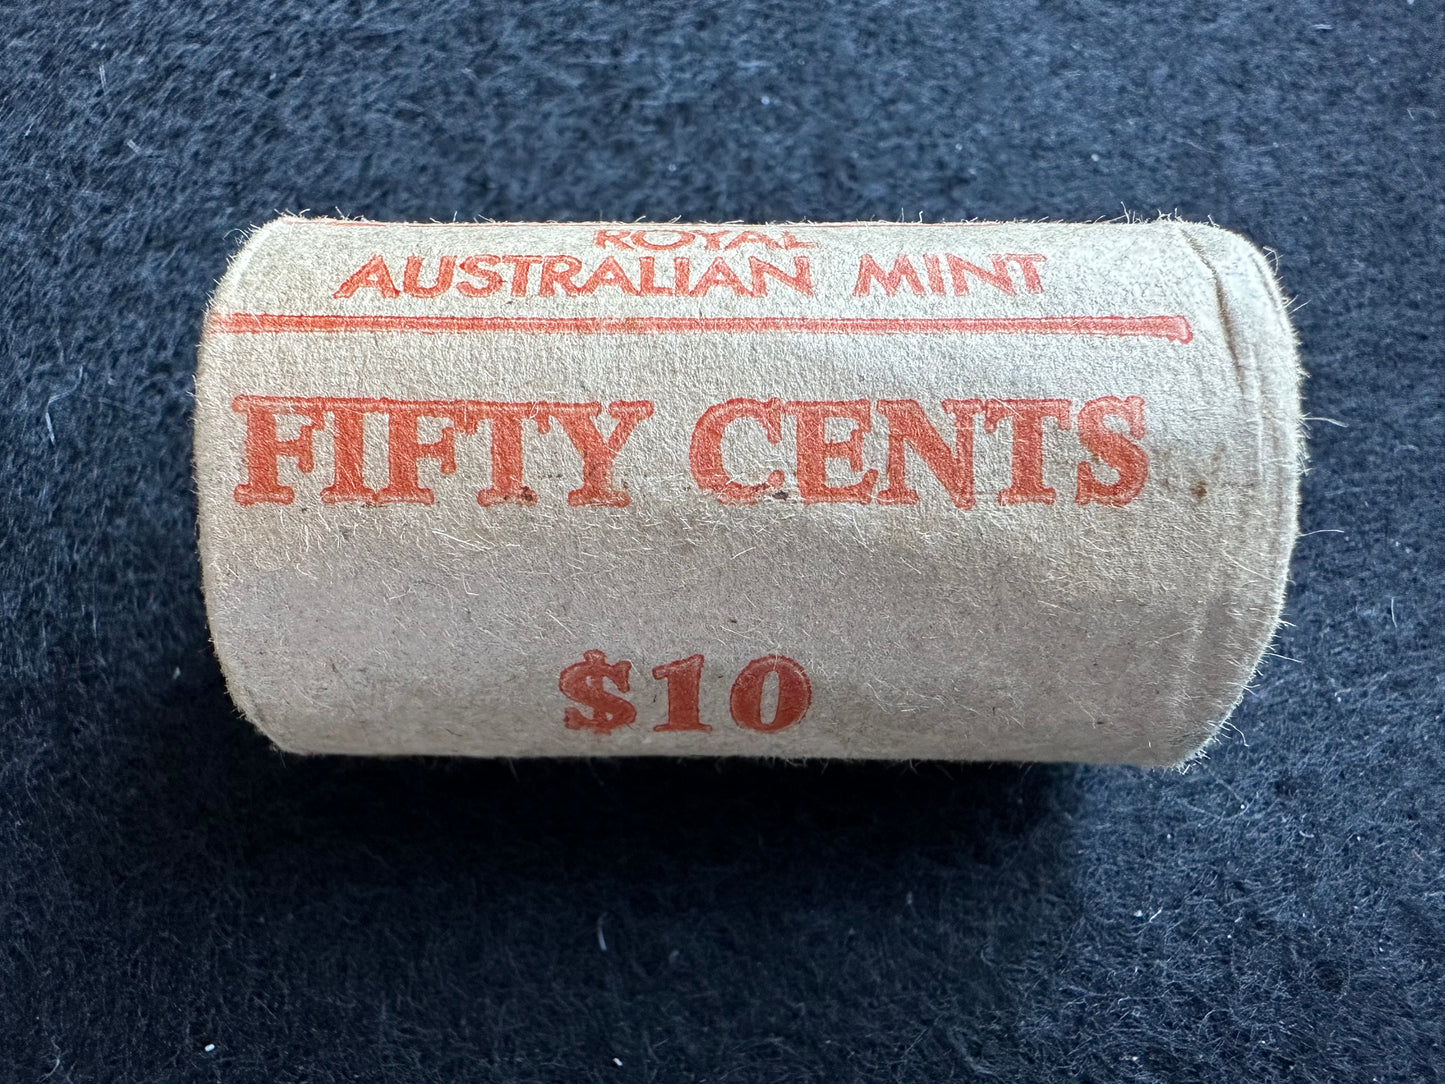 ROYAL
AUSTRALIAN MINT
FIFTY CENTS
$10